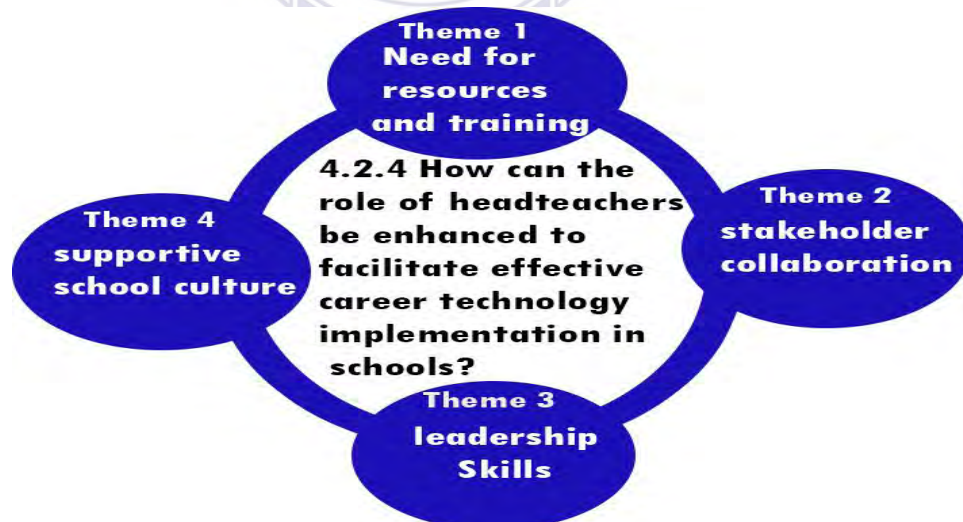 Theme 1
Need for
resources
and training
4.2.4 How can the
role of headteachers
be enhanced to
facilitate effective
career technology
implementation in
schools?
Theme 2
stakeholder
collaboration
Theme 3
leadership
Skills
Theme 4
supportive
school culture